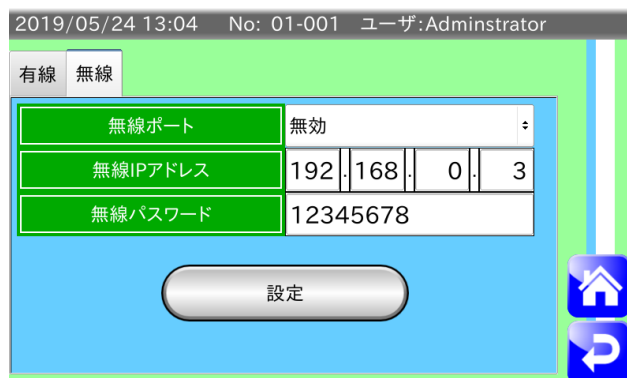 2019/05/24 13:04 No: 01-001 ユーザ:Adminstrator
有線 無線
無線ポート 無効
無線IPアドレス 192.168.0.3
無線パスワード 12345678
設定